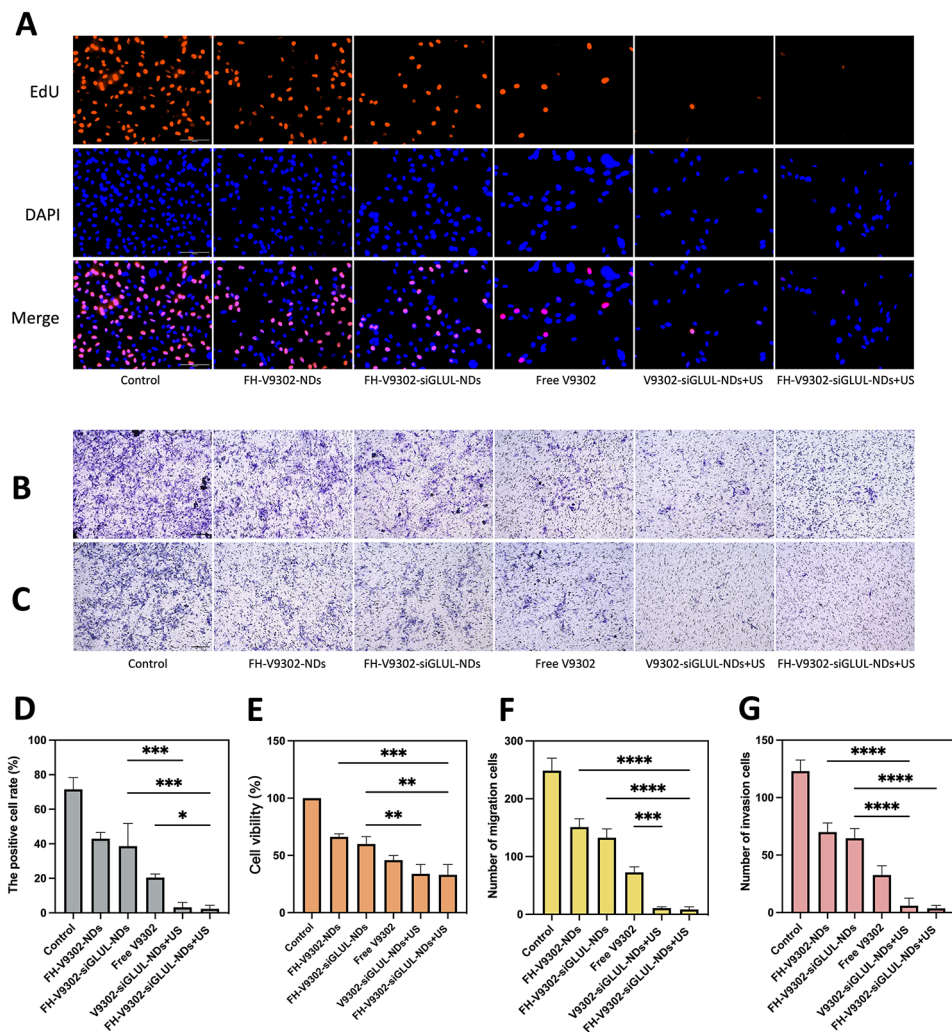 A
EdU
DAPI
Merge
Control FH-V9302-NDs FH-V9302-siGLUL-NDs Free V9302 V9302-siGLUL-NDs+US FH-V9302-siGLUL-NDs+US
B
C
Control FH-V9302-NDs FH-V9302-siGLUL-NDs Free V9302 V9302-siGLUL-NDs+US FH-V9302-siGLUL-NDs+US
D
The positive cell rate (%)
100
80
60
40
20
0
***
***
*
Control
FH-V9302-NDs
FH-V9302-siGLUL-NDs
Free V9302
V9302-siGLUL-NDs+US
FH-V9302-siGLUL-NDs+US
E
Cell vibility (%)
150
100
50
0
***
**
**
Control
FH-V9302-NDs
FH-V9302-siGLUL-NDs
Free V9302
V9302-siGLUL-NDs+US
FH-V9302-siGLUL-NDs+US
F
Number of migration cells
300
200
100
0
****
****
***
Control
FH-V9302-NDs
FH-V9302-siGLUL-NDs
Free V9302
V9302-siGLUL-NDs+US
FH-V9302-siGLUL-NDs+US
G
Number of invasion cells
150
100
50
0
****
****
****
Control
FH-V9302-NDs
FH-V9302-siGLUL-NDs
Free V9302
V9302-siGLUL-NDs+US
FH-V9302-siGLUL-NDs+US